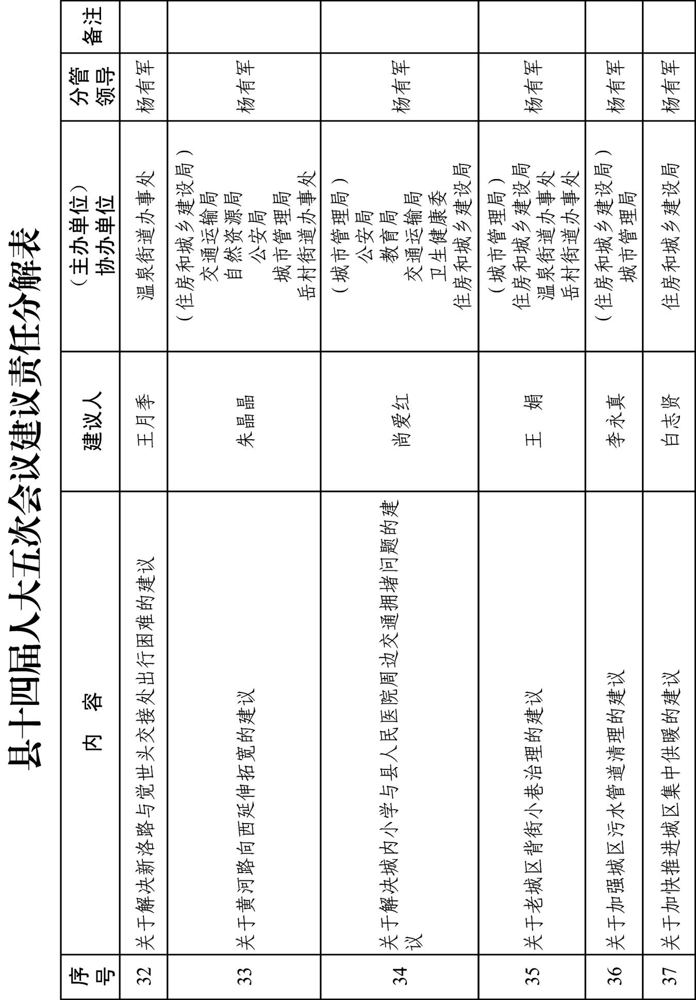 县十四届人大五次会议建议责任分解表
序
号
内 容
建议人
（主办单位）
协办单位
分管
领导
备注
32
关于解决新洛路与觉世头交接处出行困难的建议
王月季
温泉街道办事处
杨有军
33
关于黄河路向西延伸拓宽的建议
朱晶晶
（住房和城乡建设局）
交通运输局
自然资源局
公安局
城市管理局
岳村街道办事处
杨有军
34
关于解决城内小学与县人民医院周边交通拥堵问题的建
议
尚爱红
（城市管理局）
公安局
教育局
交通运输局
卫生健康委
住房和城乡建设局
杨有军
35
关于老城区背街小巷治理的建议
王 娟
（城市管理局）
住房和城乡建设局
温泉街道办事处
岳村街道办事处
杨有军
36
关于加强城区污水管道清理的建议
李永真
（住房和城乡建设局）
城市管理局
杨有军
37
关于加快推进城区集中供暖的建议
白志贤
住房和城乡建设局
杨有军